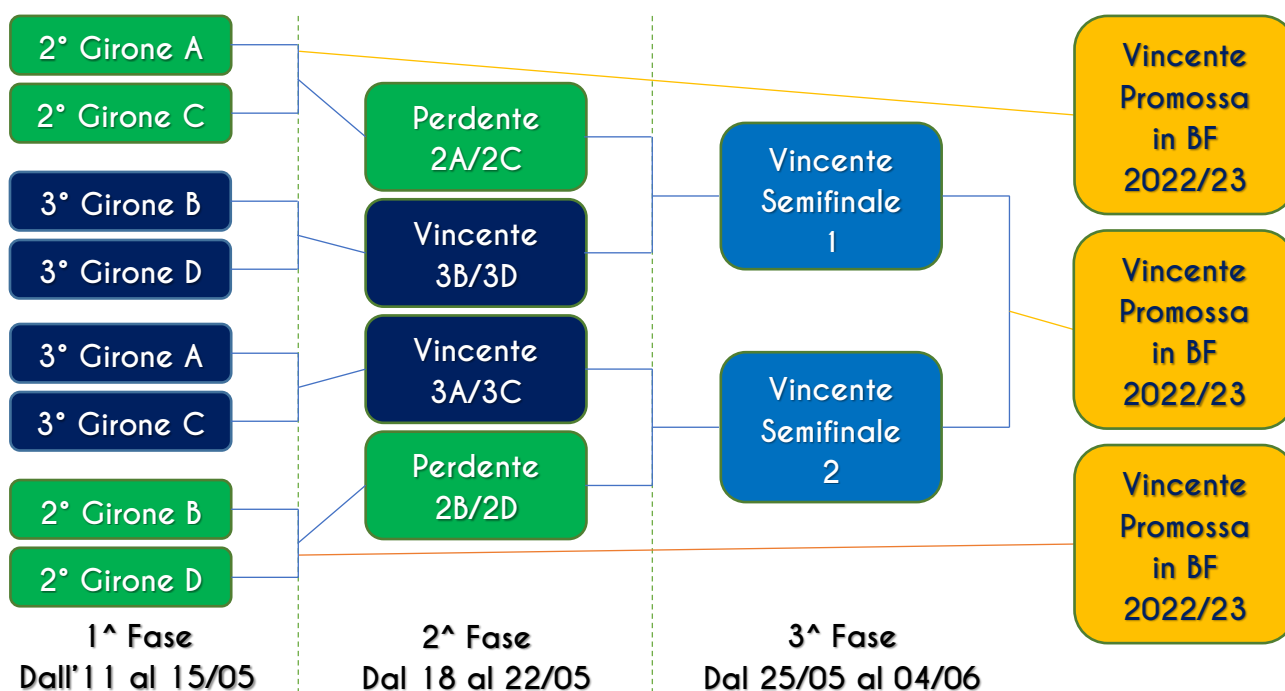 2° Girone A
2° Girone C
3° Girone B
3° Girone D
3° Girone A
3° Girone C
2° Girone B
2° Girone D
1^ Fase
Dall'11 al 15/05
Perdente
2A/2C
Vincente
3B/3D
Vincente
3A/3C
Perdente
2B/2D
2^ Fase
Dal 18 al 22/05
Vincente
Semifinale
1
Vincente
Semifinale
2
3^ Fase
Dal 25/05 al 04/06
Vincente
Promossa
in BF
2022/23
Vincente
Promossa
in BF
2022/23
Vincente
Promossa
in BF
2022/23